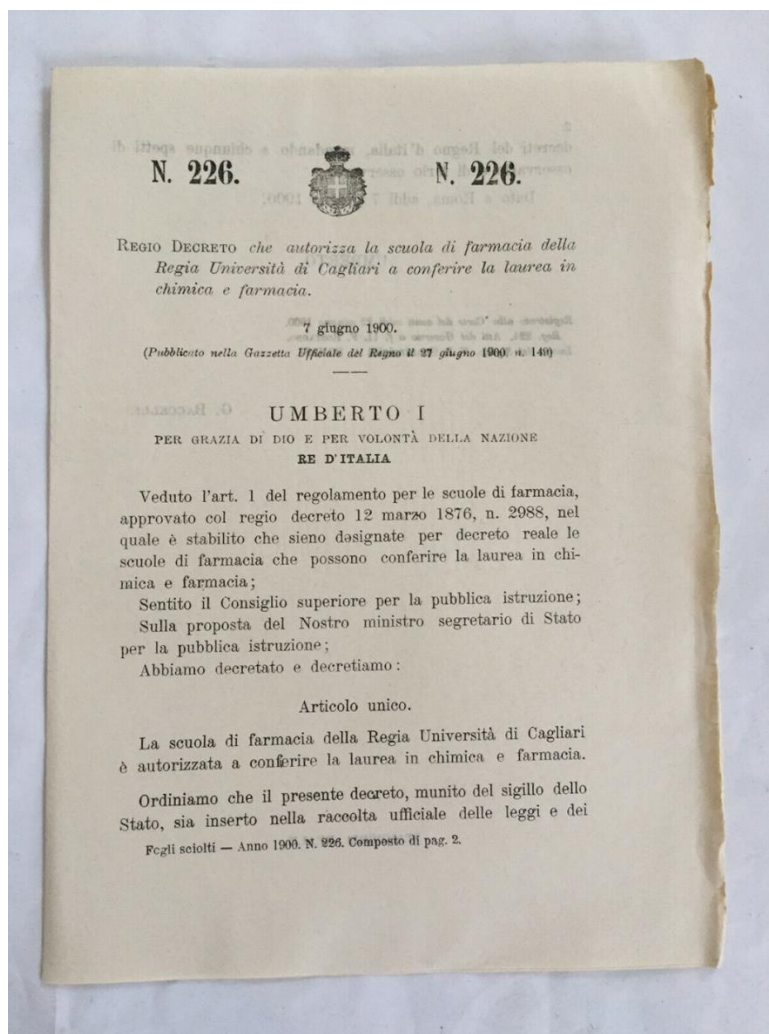 N. 226. N. 226.
REGIO DECRETO che autorizza la scuola di farmacia della
Regia Università di Cagliari a conferire la laurea in
chimica e farmacia.
7 giugno 1900.
(Pubblicato nella Gazzetta Ufficiale del Regno il 27 giugno 1900. n. 149)
UMBERTO I
PER GRAZIA DI DIO E PER VOLONTÀ DELLA NAZIONE
RE D'ITALIA
Veduto l'art. 1 del regolamento per le scuole di farmacia,
approvato col regio decreto 12 marzo 1876, n. 2988, nel
quale è stabilito che sieno designate per decreto reale le
scuole di farmacia che possono conferire la laurea in chi-
mica e farmacia;
Sentito il Consiglio superiore per la pubblica istruzione;
Sulla proposta del Nostro ministro segretario di Stato
per la pubblica istruzione;
Abbiamo decretato e decretiamo:
Articolo unico.
La scuola di farmacia della Regia Università di Cagliari
è autorizzata a conferire la laurea in chimica e farmacia.
Ordiniamo che il presente decreto, munito del sigillo dello
Stato, sia inserto nella raccolta ufficiale delle leggi e dei
Fogli sciolti — Anno 1900. N. 226. Composto di pag. 2.